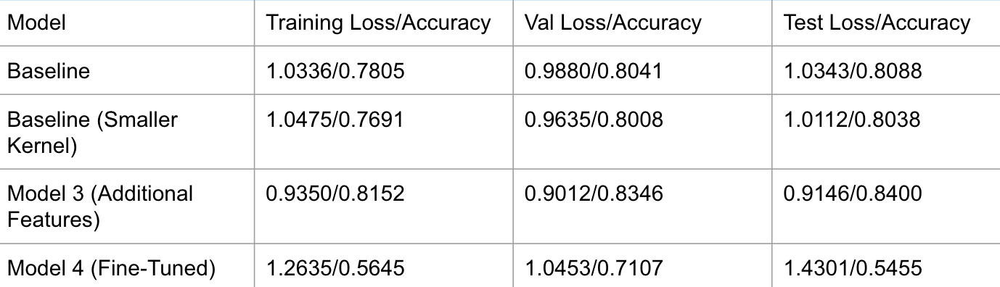 Model Training Loss/Accuracy Val Loss/Accuracy Test Loss/Accuracy
Baseline 1.0336/0.7805 0.9880/0.8041 1.0343/0.8088
Baseline (Smaller 1.0475/0.7691 0.9635/0.8008 1.0112/0.8038
Kernel)
Model 3 (Additional 0.9350/0.8152 0.9012/0.8346 0.9146/0.8400
Features)
Model 4 (Fine-Tuned) 1.2635/0.5645 1.0453/0.7107 1.4301/0.5455